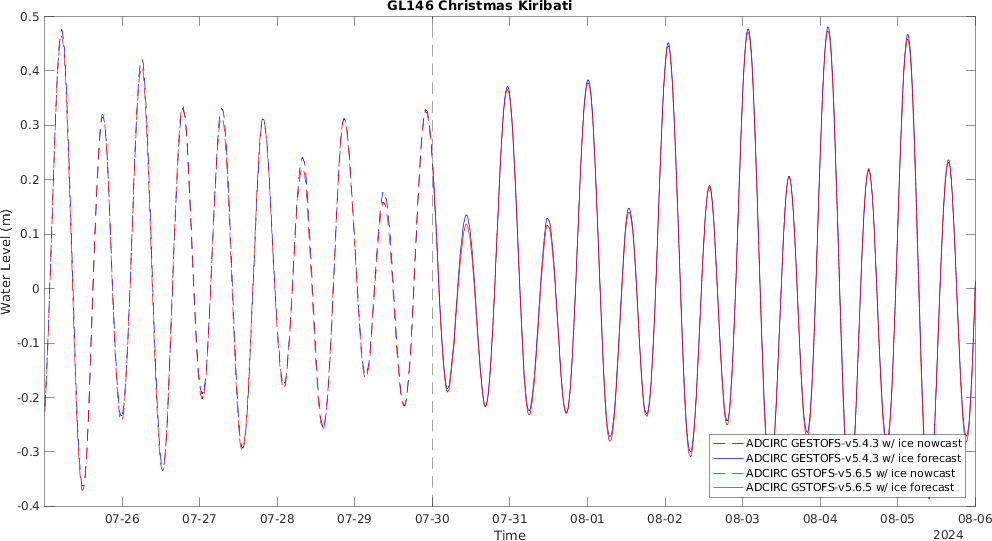 GL146 Christmas Kiribati
Water Level (m)
0.5
0.4
0.3
0.2
0.1
0
-0.1
-0.2
-0.3
-0.4
ADCIRC GESTOFS-v5.4.3 w/ ice nowcast
ADCIRC GESTOFS-v5.4.3 w/ ice forecast
ADCIRC GSTOFS-v5.6.5 w/ ice nowcast
ADCIRC GSTOFS-v5.6.5 w/ ice forecast
07-26 07-27 07-28 07-29 07-30 07-31 08-01 08-02 08-03 08-04 08-05 08-06
Time
2024